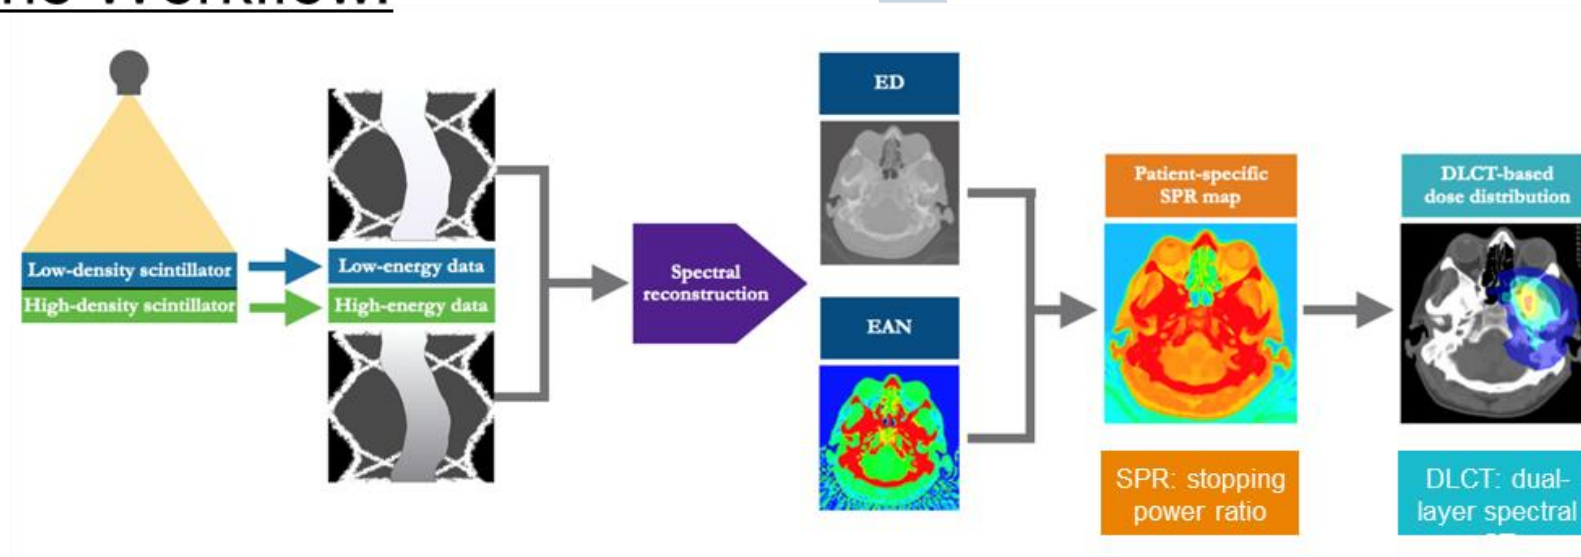 Low-density scintillator
High-density scintillator
Low-energy data
High-energy data
Spectral
reconstruction
ED
EAN
Patient-specific
SPR map
SPR: stopping
power ratio
DLCT-based
dose distribution
DLCT: dual-
layer spectral